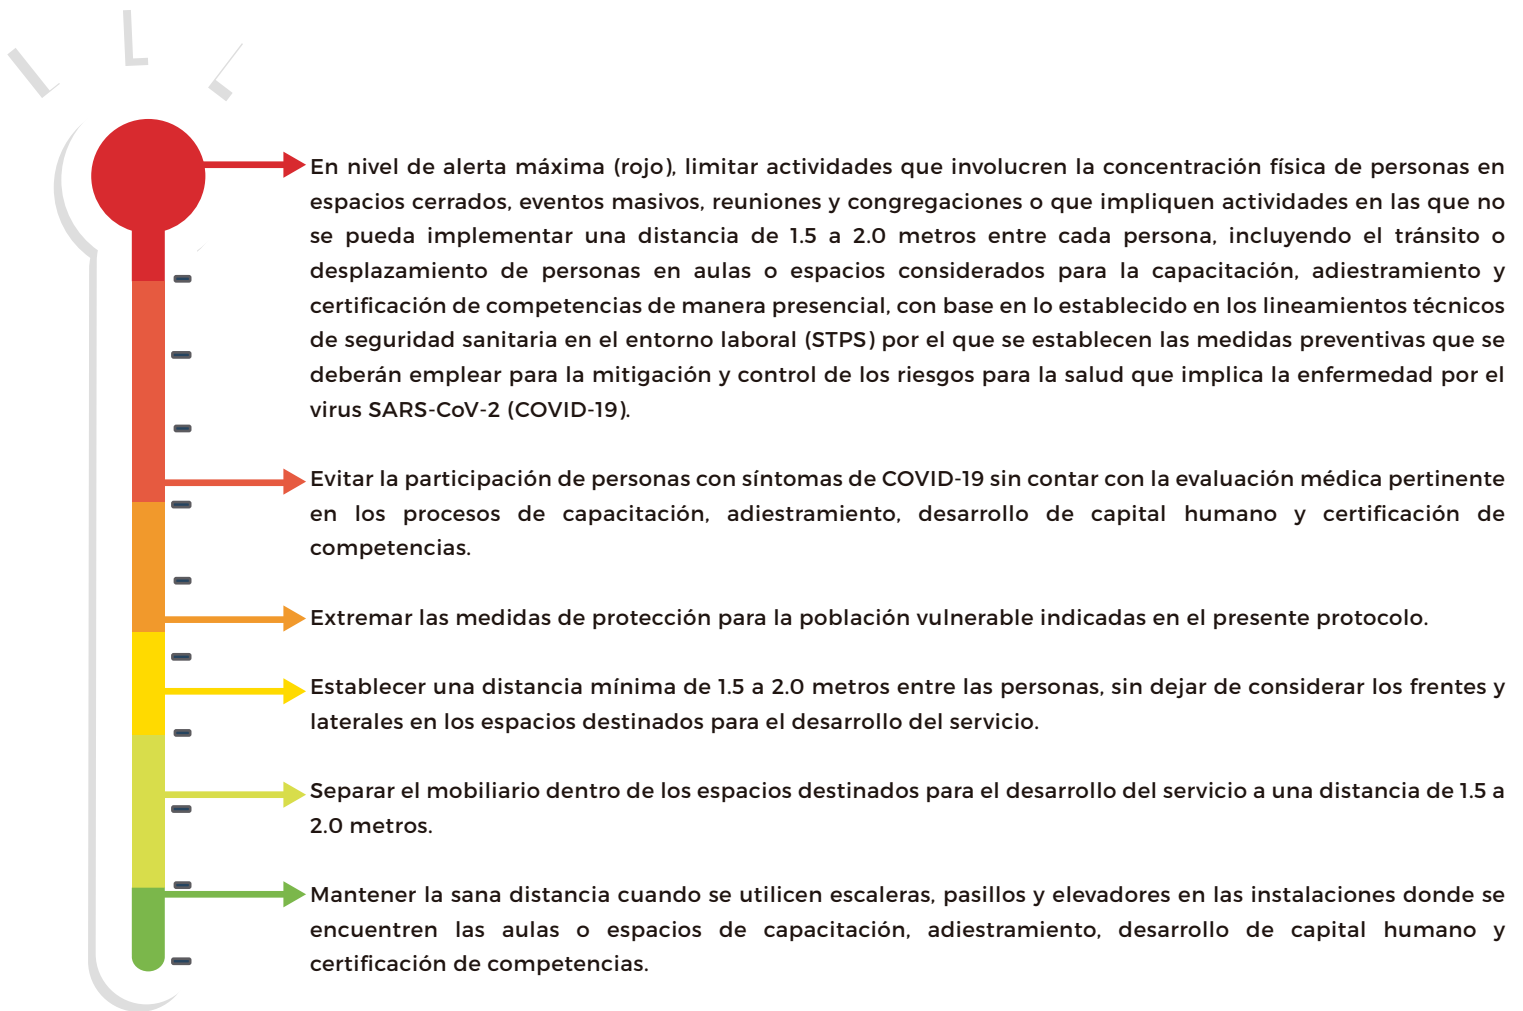 En nivel de alerta máxima (rojo), limitar actividades que involucren la concentración física de personas en
espacios cerrados, eventos masivos, reuniones y congregaciones o que impliquen actividades en las que no
se pueda implementar una distancia de 1.5 a 2.0 metros entre cada persona, incluyendo el tránsito o
desplazamiento de personas en aulas o espacios considerados para la capacitación, adiestramiento y
certificación de competencias de manera presencial, con base en lo establecido en los lineamientos técnicos
de seguridad sanitaria en el entorno laboral (STPS) por el que se establecen las medidas preventivas que se
deberán emplear para la mitigación y control de los riesgos para la salud que implica la enfermedad por el
virus SARS-CoV-2 (COVID-19).
Evitar la participación de personas con síntomas de COVID-19 sin contar con la evaluación médica pertinente
en los procesos de capacitación, adiestramiento, desarrollo de capital humano y certificación de
competencias.
Extremar las medidas de protección para la población vulnerable indicadas en el presente protocolo.
Establecer una distancia mínima de 1.5 a 2.0 metros entre las personas, sin dejar de considerar los frentes y
laterales en los espacios destinados para el desarrollo del servicio.
Separar el mobiliario dentro de los espacios destinados para el desarrollo del servicio a una distancia de 1.5 a
2.0 metros.
Mantener la sana distancia cuando se utilicen escaleras, pasillos y elevadores en las instalaciones donde se
encuentren las aulas o espacios de capacitación, adiestramiento, desarrollo de capital humano y
certificación de competencias.